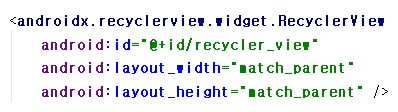 <androidx.recyclerview.widget.RecyclerView
android:id="@+id/recycler_view"
android:layout_width="match_parent"
android:layout_height="match_parent" />